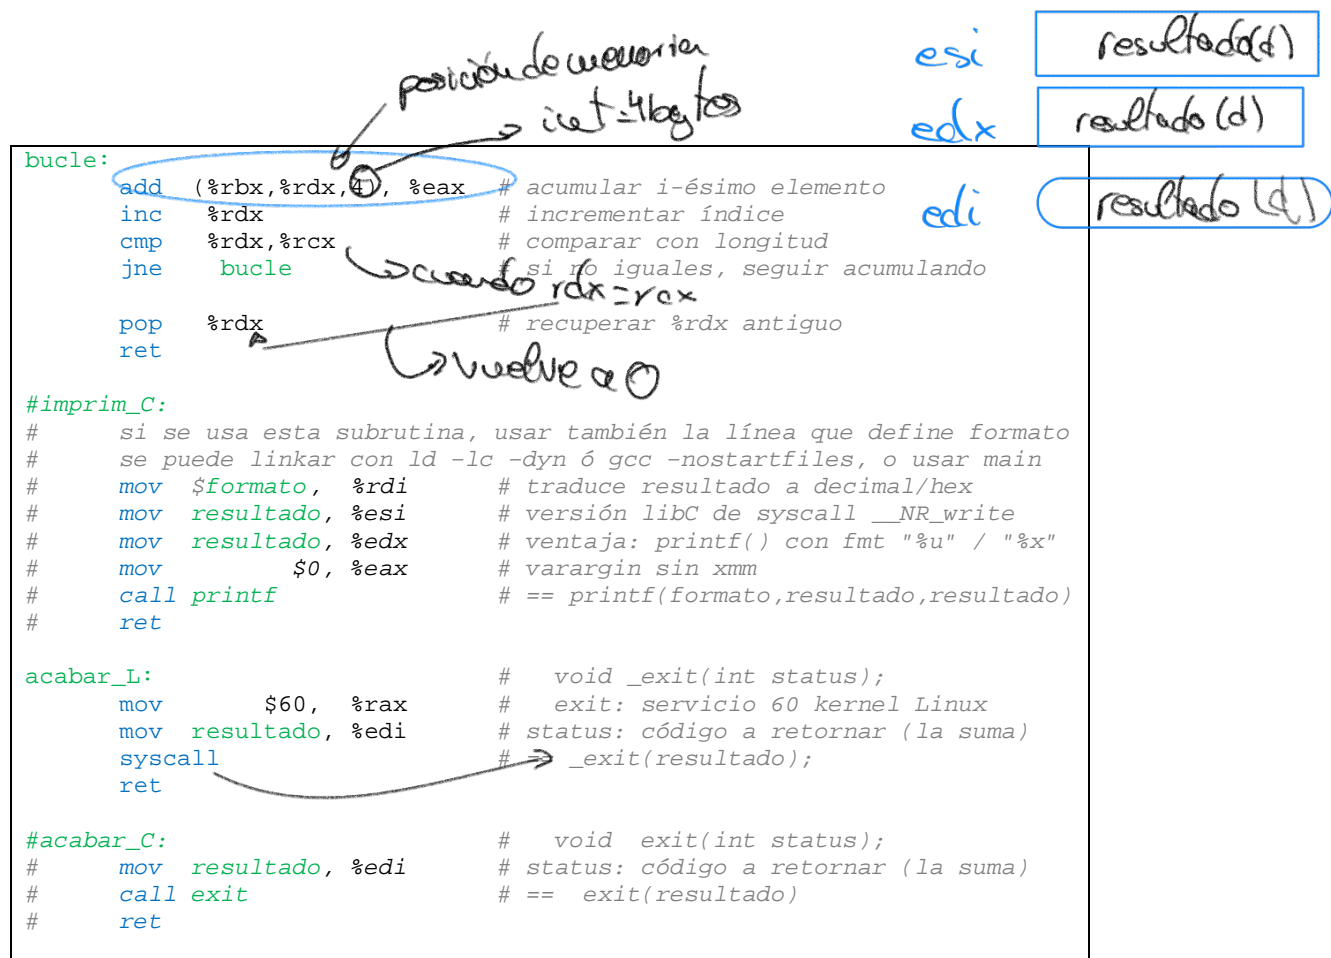 posición de memoria
int=4bytes
esi resultado(d)
edx resultado(d)
edi resultado(d)
bucle:
add (%rbx,%rdx,4), %eax # acumular i-ésimo elemento
inc %rdx # incrementar índice
cmp %rdx,%rcx # comparar con longitud
jne bucle # si no iguales, seguir acumulando
cuando rdx=rcx
pop %rdx # recuperar %rdx antiguo
ret
vuelve a 0
#imprim_C:
# si se usa esta subrutina, usar también la línea que define formato
# se puede linkar con ld -lc -dyn ó gcc -nostartfiles, o usar main
# mov $formato, %rdi # traduce resultado a decimal/hex
# mov resultado, %esi # versión libC de syscall __NR_write
# mov resultado, %edx # ventaja: printf() con fmt "%u" / "%x"
# mov $0, %eax # varargin sin xmm
# call printf # == printf(formato,resultado,resultado)
# ret
acabar_L: # void _exit(int status);
mov $60, %rax # exit: servicio 60 kernel Linux
mov resultado, %edi # status: código a retornar (la suma)
syscall # == _exit(resultado);
ret
#acabar_C: # void exit(int status);
# mov resultado, %edi # status: código a retornar (la suma)
# call exit # == exit(resultado)
# ret